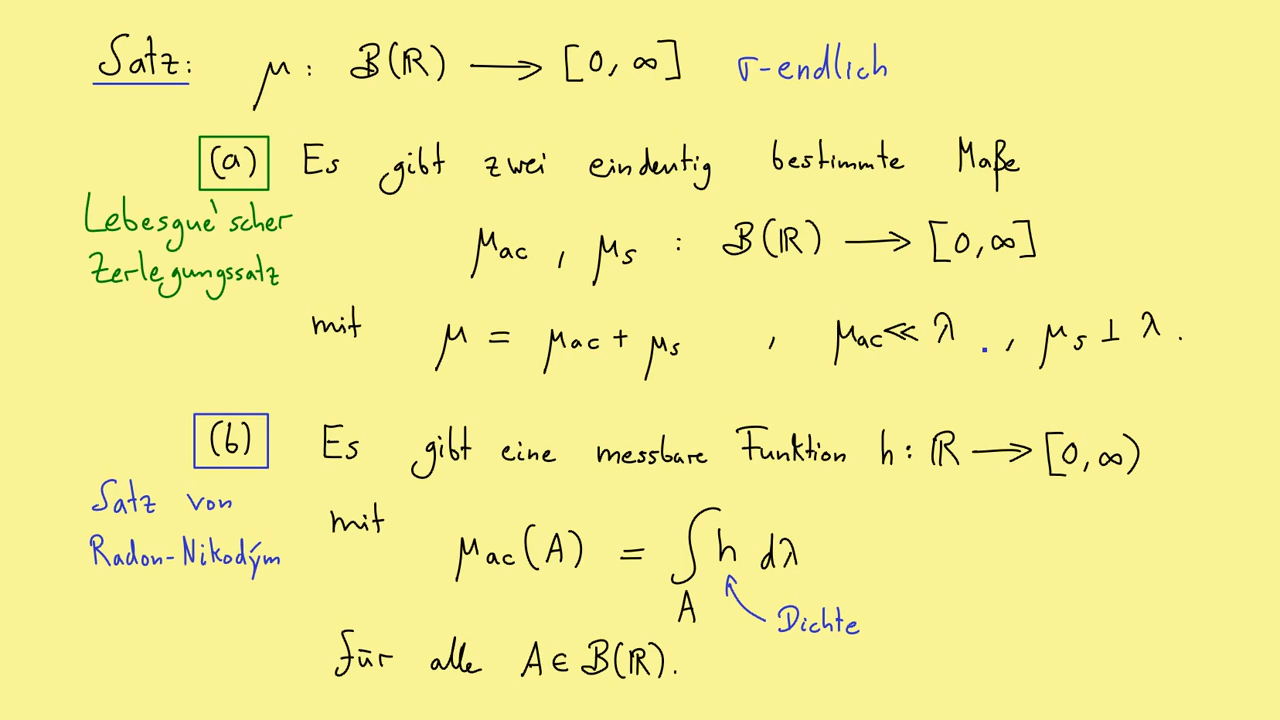 Satz: μ : B(ℝ) ⟶ [0, ∞] σ-endlich
(a) Es gibt zwei eindeutig bestimmte Maße
Lebesgue'scher
Zerlegungssatz
μac , μs : B(ℝ) ⟶ [0, ∞]
mit μ = μac + μs , μac ≪ λ . , μs ⊥ λ .
(b) Es gibt eine messbare Funktion h : ℝ ⟶ [0, ∞)
Satz von
Radon-Nikodým
mit μac(A) = ∫A h dλ
Dichte
für alle A ∈ B(ℝ).